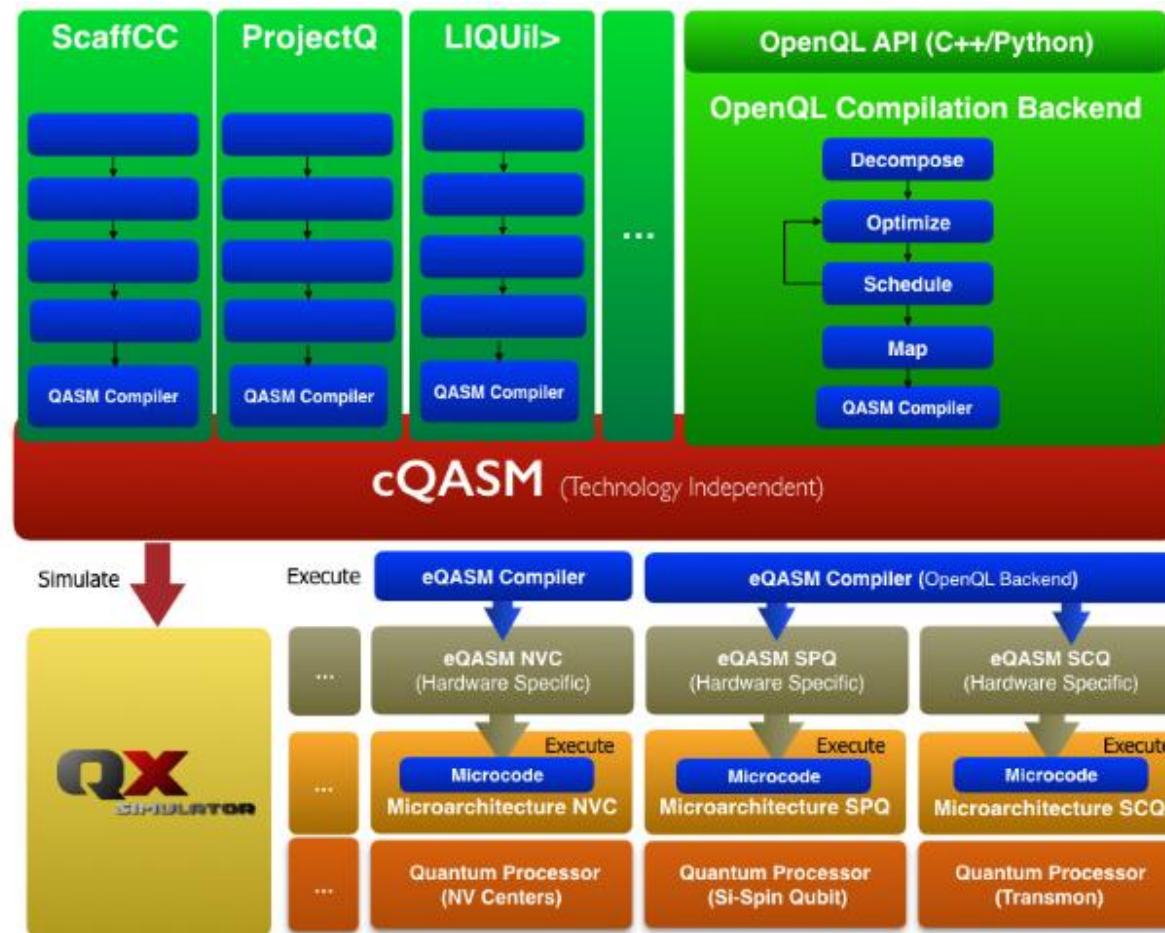 ScaffCC
ProjectQ
LIQUil>
OpenQL API (C++/Python)
OpenQL Compilation Backend
Decompose
Optimize
Schedule
Map
QASM Compiler
...
QASM Compiler
QASM Compiler
QASM Compiler
cQASM (Technology Independent)
Simulate
Execute
eQASM Compiler
eQASM Compiler (OpenQL Backend)
...
eQASM NVC
(Hardware Specific)
eQASM SPQ
(Hardware Specific)
eQASM SCQ
(Hardware Specific)
QX
SIMULATOR
...
Execute
Microcode
Microarchitecture NVC
Execute
Microcode
Microarchitecture SPQ
Execute
Microcode
Microarchitecture SCQ
...
Quantum Processor
(NV Centers)
Quantum Processor
(Si-Spin Qubit)
Quantum Processor
(Transmon)